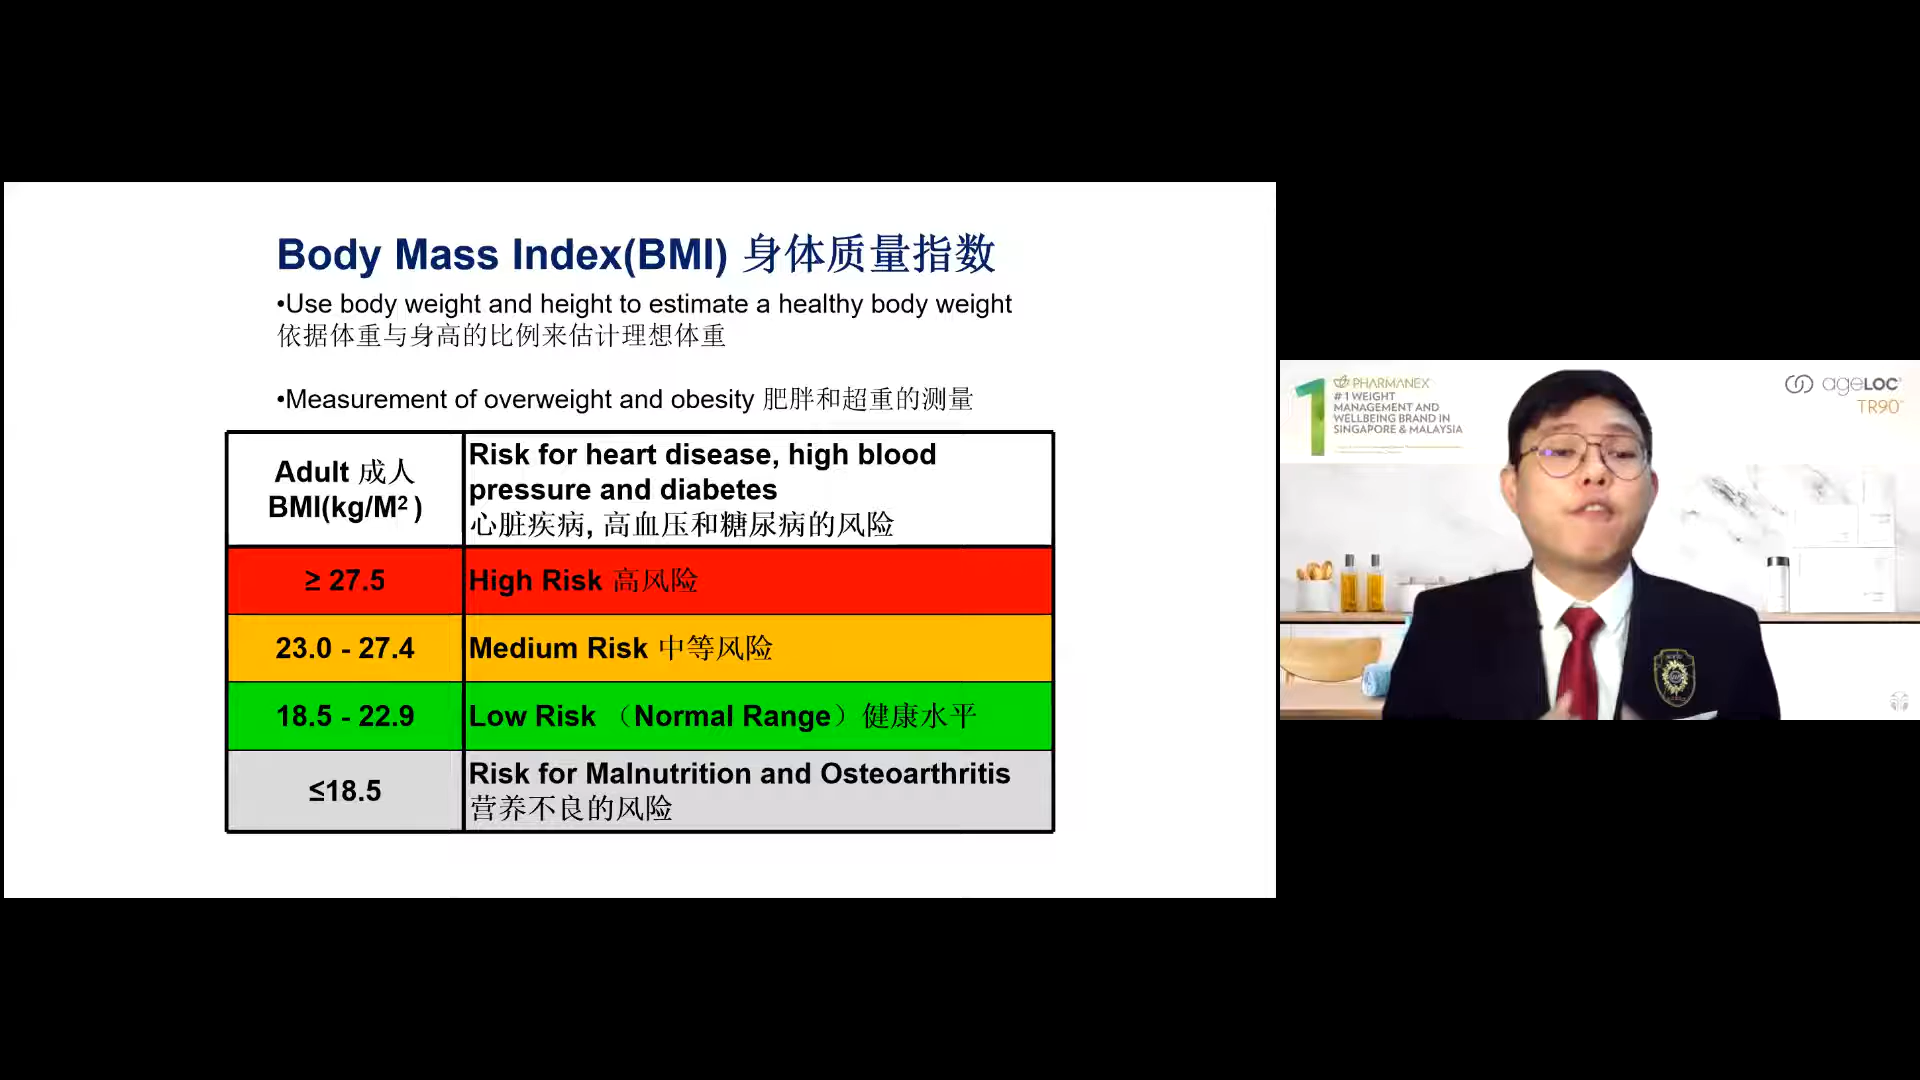 Body Mass Index(BMI) 身体质量指数
•Use body weight and height to estimate a healthy body weight
依据体重与身高的比例来估计理想体重
•Measurement of overweight and obesity 肥胖和超重的测量
Adult 成人
BMI(kg/M² )
Risk for heart disease, high blood
pressure and diabetes
心脏疾病, 高血压和糖尿病的风险
≥ 27.5
High Risk 高风险
23.0 - 27.4
Medium Risk 中等风险
18.5 - 22.9
Low Risk （Normal Range）健康水平
≤18.5
Risk for Malnutrition and Osteoarthritis
营养不良的风险
1
PHARMANEX
#1 WEIGHT
MANAGEMENT AND
WELLBEING BRAND IN
SINGAPORE & MALAYSIA
ageLOC
TR90™